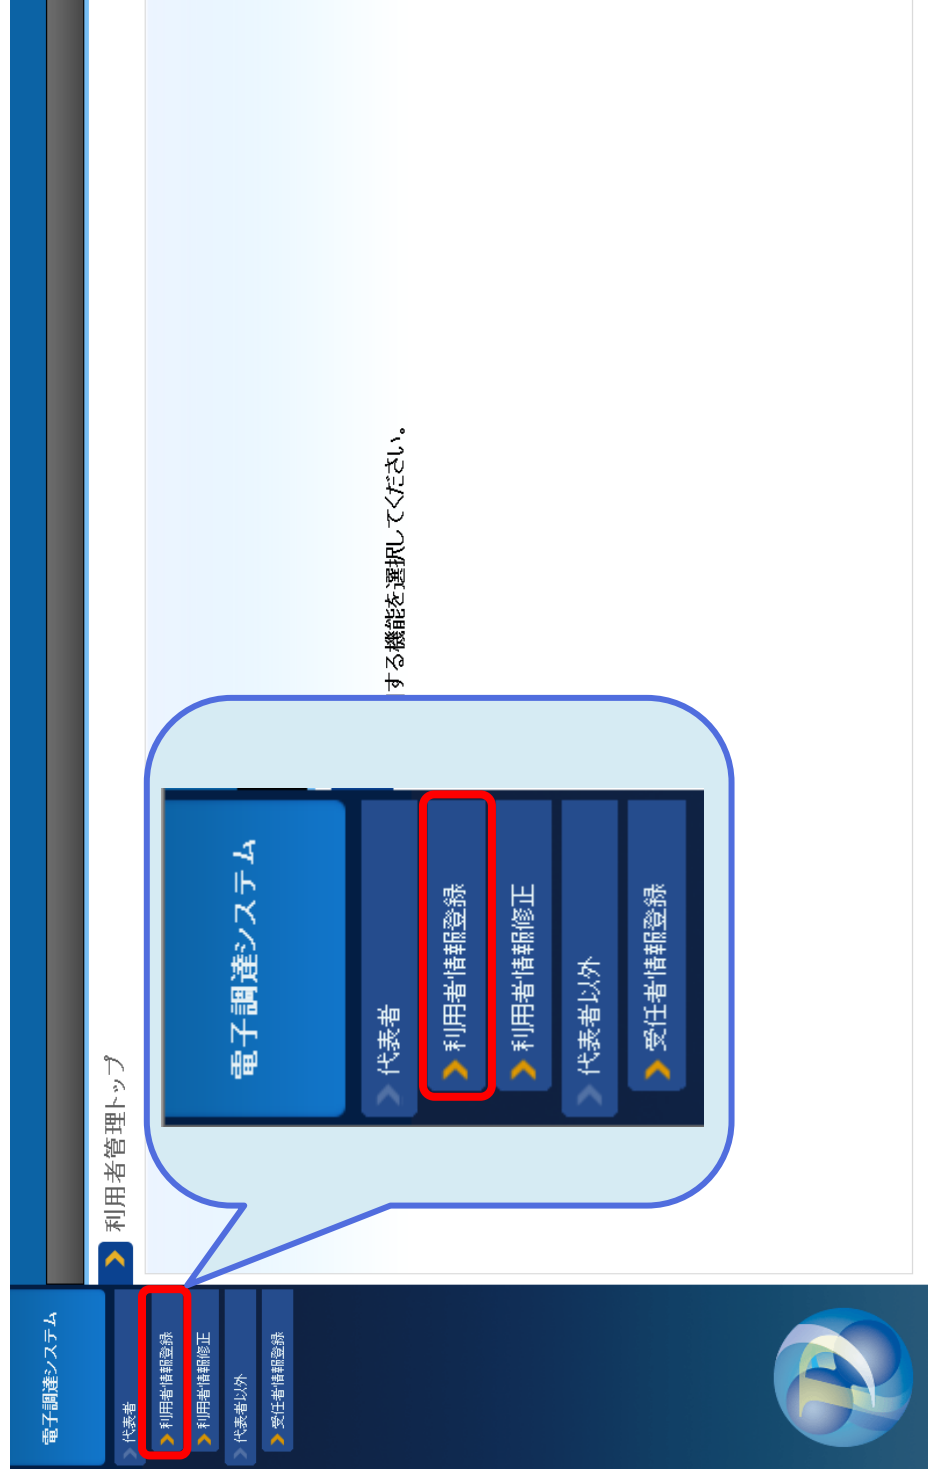 電子調達システム
代表者
利用者情報登録
利用者情報修正
代表者以外
受任者情報登録
利用者管理トップ
する機能を選択してください。
電子調達システム
代表者
利用者情報登録
利用者情報修正
代表者以外
受任者情報登録